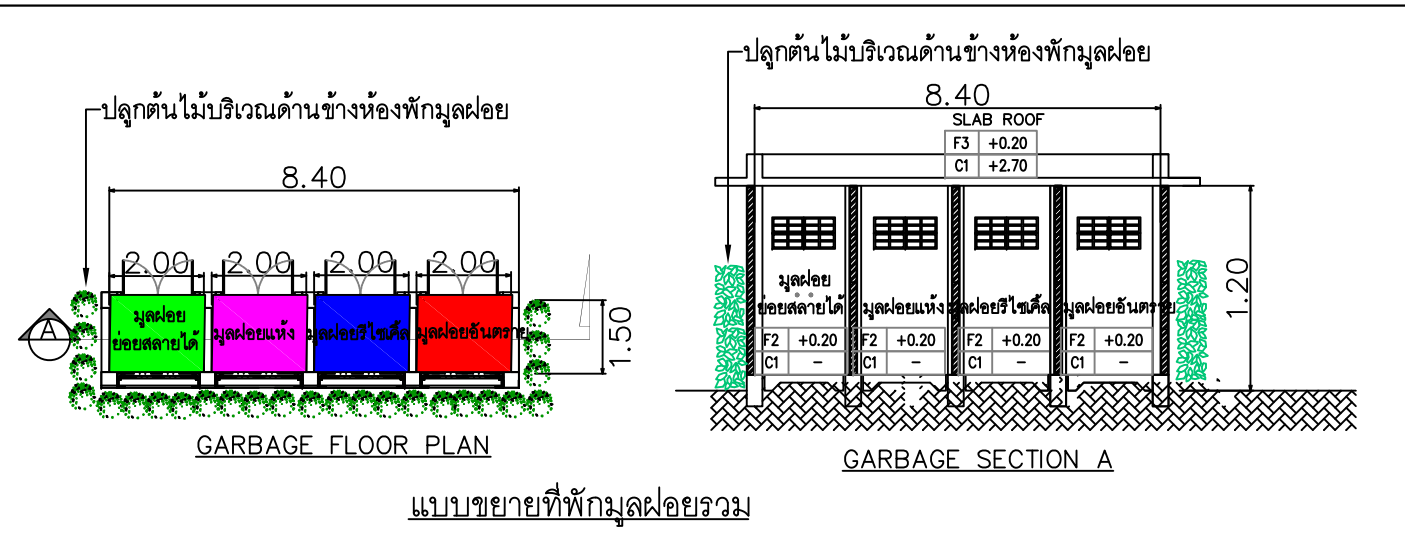 ปลูกต้นไม้บริเวณด้านข้างห้องพักมูลฝอย
8.40
2.00 2.00 2.00 2.00
มูลฝอย
ย่อยสลายได้
มูลฝอยแห้ง
มูลฝอยรีไซเคิ้ล
มูลฝอยอันตราย
A
1.50
GARBAGE FLOOR PLAN
ปลูกต้นไม้บริเวณด้านข้างห้องพักมูลฝอย
8.40
SLAB ROOF
F3 +0.20
C1 +2.70
มูลฝอย
ย่อยสลายได้
มูลฝอยแห้ง
มูลฝอยรีไซเคิ้ล
มูลฝอยอันตราย
F2 +0.20 F2 +0.20 F2 +0.20 F2 +0.20
C1 – C1 – C1 – C1 –
1.20
GARBAGE SECTION A
แบบขยายที่พักมูลฝอยรวม